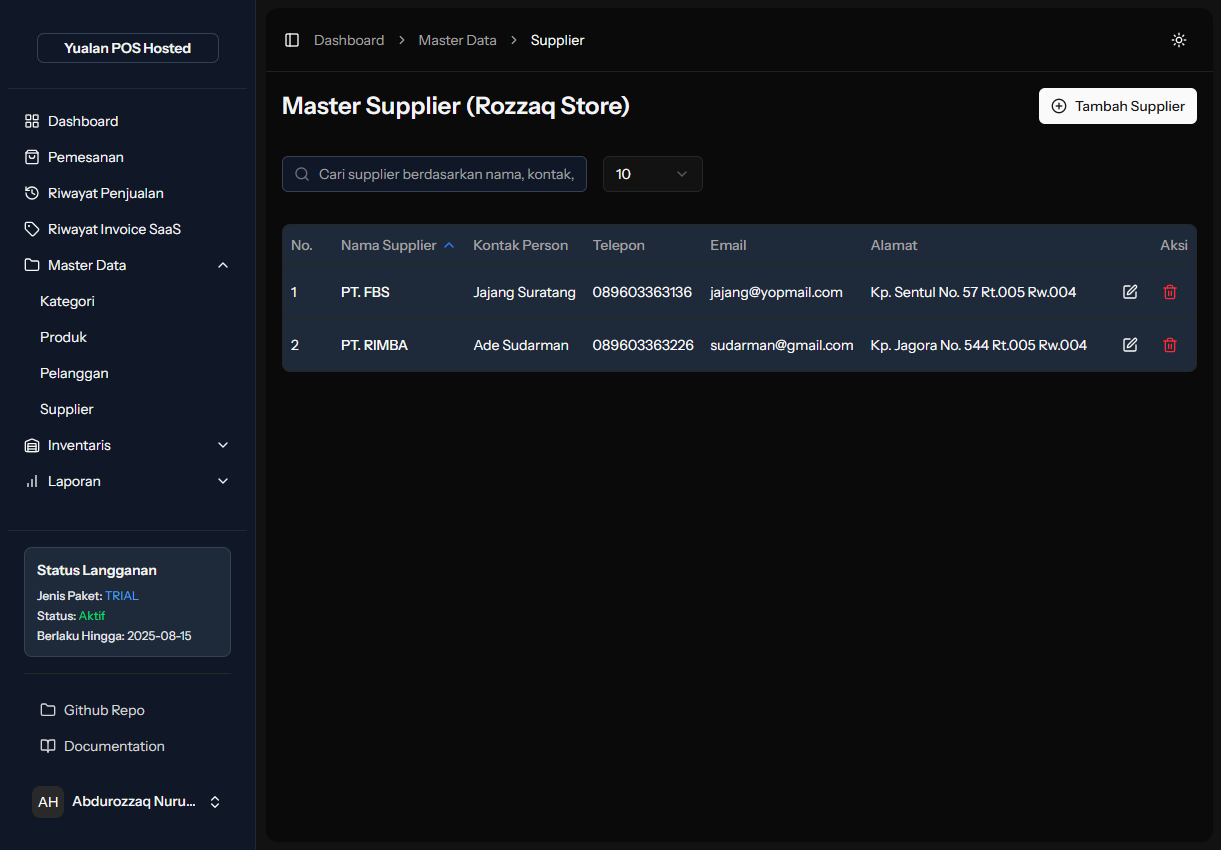 Yualan POS Hosted
Dashboard
Pemesanan
Riwayat Penjualan
Riwayat Invoice SaaS
Master Data
Kategori
Produk
Pelanggan
Supplier
Inventaris
Laporan
Status Langganan
Jenis Paket: TRIAL
Status: Aktif
Berlaku Hingga: 2025-08-15
Github Repo
Documentation
AH Abdurozzaq Nuru...
Dashboard > Master Data > Supplier
Master Supplier (Rozzaq Store)
Tambah Supplier
Cari supplier berdasarkan nama, kontak,
10
No. Nama Supplier Kontak Person Telepon Email Alamat Aksi
1 PT. FBS Jajang Suratang 089603363136 jajang@yopmail.com Kp. Sentul No. 57 Rt.005 Rw.004
2 PT. RIMBA Ade Sudarman 089603363226 sudarman@gmail.com Kp. Jagora No. 544 Rt.005 Rw.004